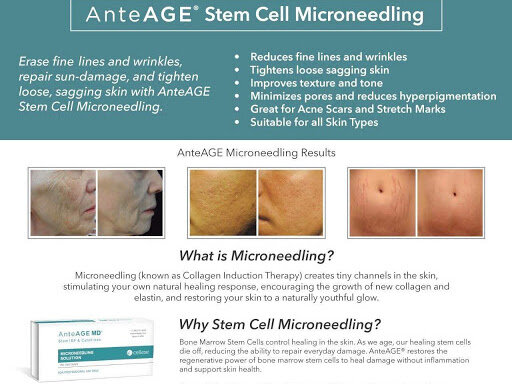 AnteAGE® Stem Cell Microneedling
Erase fine lines and wrinkles,
repair sun-damage, and tighten
loose, sagging skin with AnteAGE
Stem Cell Microneedling.
• Reduces fine lines and wrinkles
• Tightens loose sagging skin
• Improves texture and tone
• Minimizes pores and reduces hyperpigmentation
• Great for Acne Scars and Stretch Marks
• Suitable for all Skin Types
AnteAGE Microneedling Results
What is Microneedling?
Microneedling (known as Collagen Induction Therapy) creates tiny channels in the skin,
stimulating your own natural healing response, encouraging the growth of new collagen and
elastin, and restoring your skin to a naturally youthful glow.
Why Stem Cell Microneedling?
Bone Marrow Stem Cells control healing in the skin. As we age, our healing stem cells
die off, reducing the ability to repair everyday damage. AnteAGE® restores the
regenerative power of bone marrow stem cells to heal damage without inflammation
and support skin health.
AnteAGE MD
MICRONEEDLING
SOLUTION
cellese